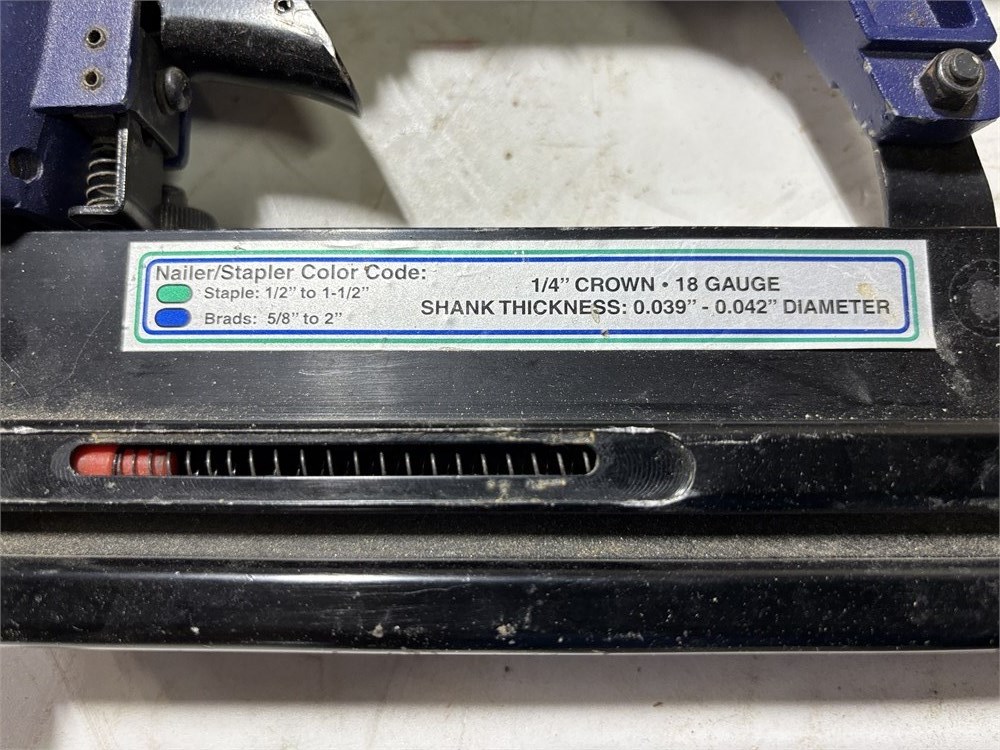 Nailer/Stapler Color Code:
Staple: 1/2" to 1-1/2"
Brads: 5/8" to 2"
1/4" CROWN • 18 GAUGE
SHANK THICKNESS: 0.039" - 0.042" DIAMETER